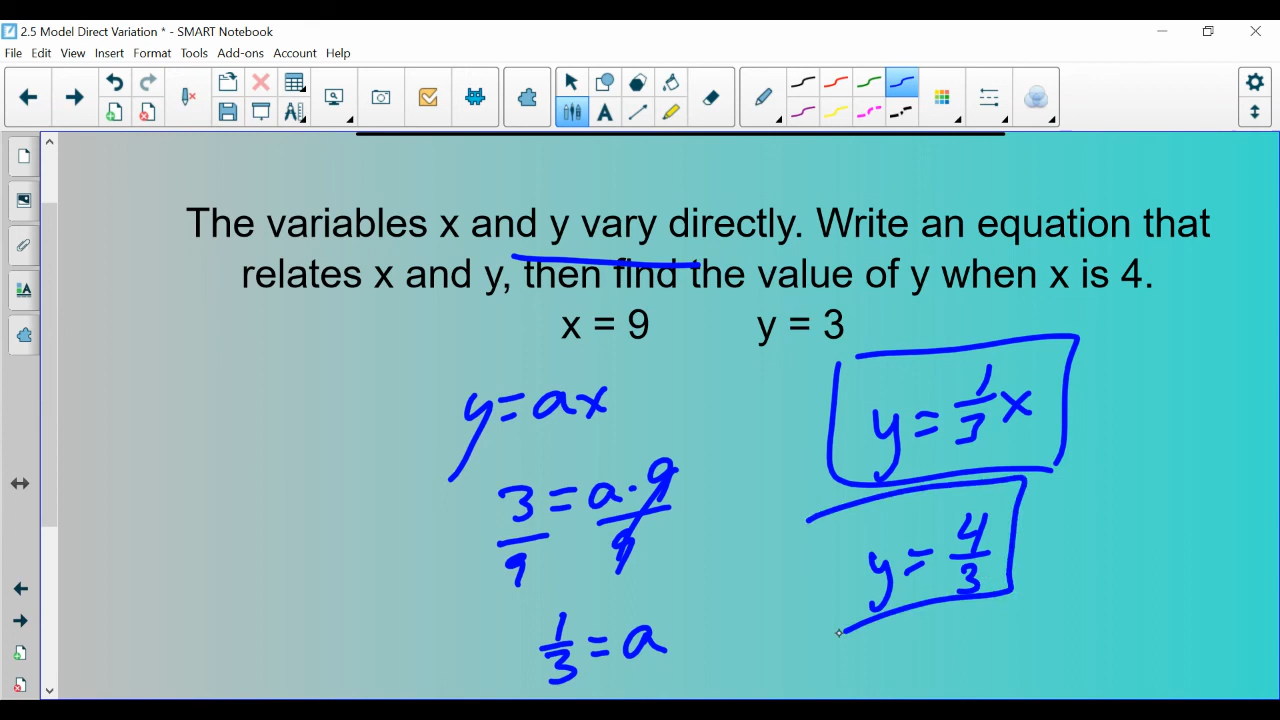 2.5 Model Direct Variation * - SMART Notebook
File Edit View Insert Format Tools Add-ons Account Help
The variables x and y vary directly. Write an equation that
relates x and y, then find the value of y when x is 4.
x = 9 y = 3
y = ax
3/9 = a · 9/9
1/3 = a
y = 1/3 x
y = 4/3